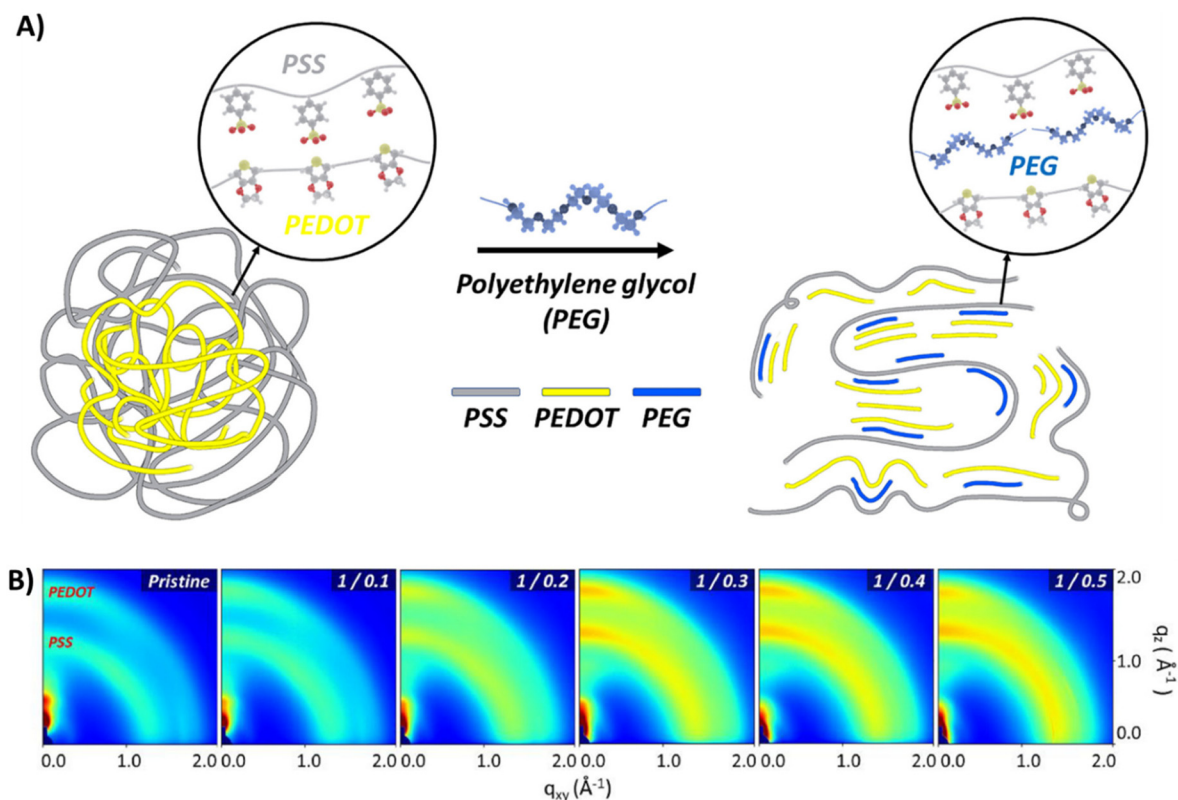 A)
PSS
PEDOT
Polyethylene glycol
(PEG)
PSS PEDOT PEG
PEG
B)
Pristine
1 / 0.1
1 / 0.2
1 / 0.3
1 / 0.4
1 / 0.5
PEDOT
PSS
2.0
1.0
0.0
qz ( Å-1)
0.0 1.0 2.0 0.0 1.0 2.0 0.0 1.0 2.0 0.0 1.0 2.0 0.0 1.0 2.0 0.0 1.0 2.0
qxy (Å-1)